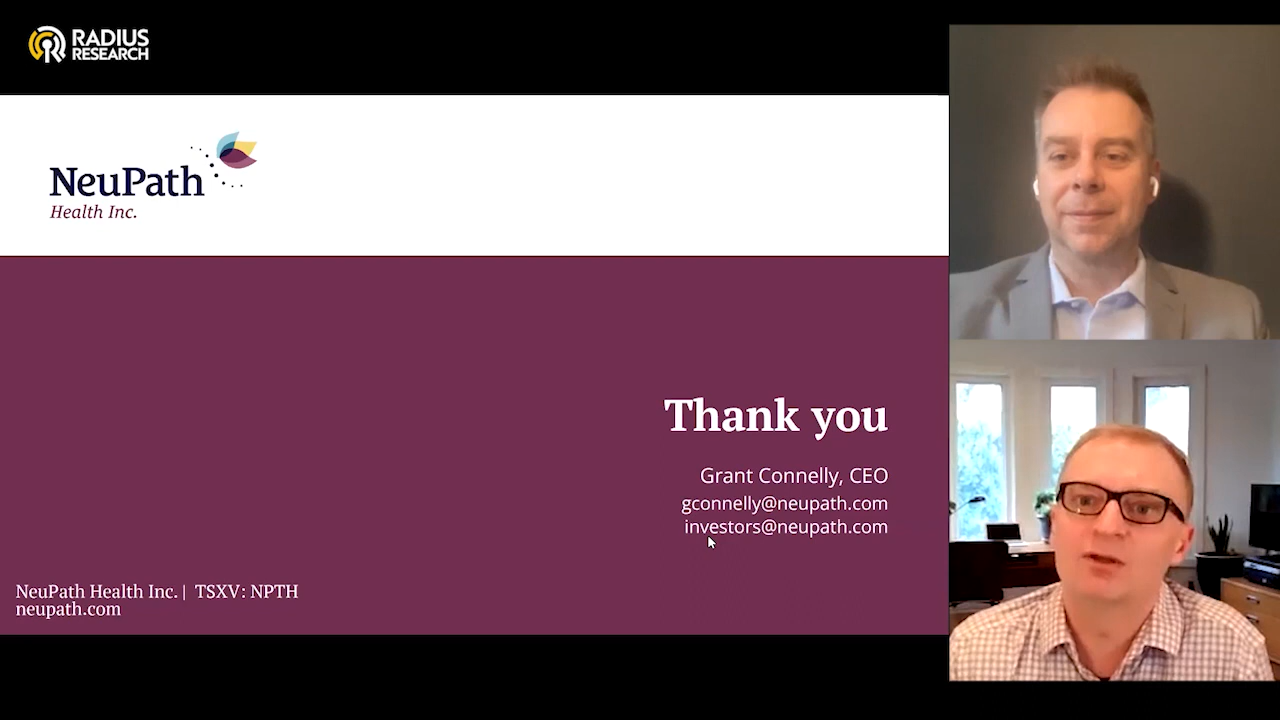 RADIUS
RESEARCH
NeuPath
Health Inc.
Thank you
Grant Connelly, CEO
gconnelly@neupath.com
investors@neupath.com
NeuPath Health Inc. | TSXV: NPTH
neupath.com